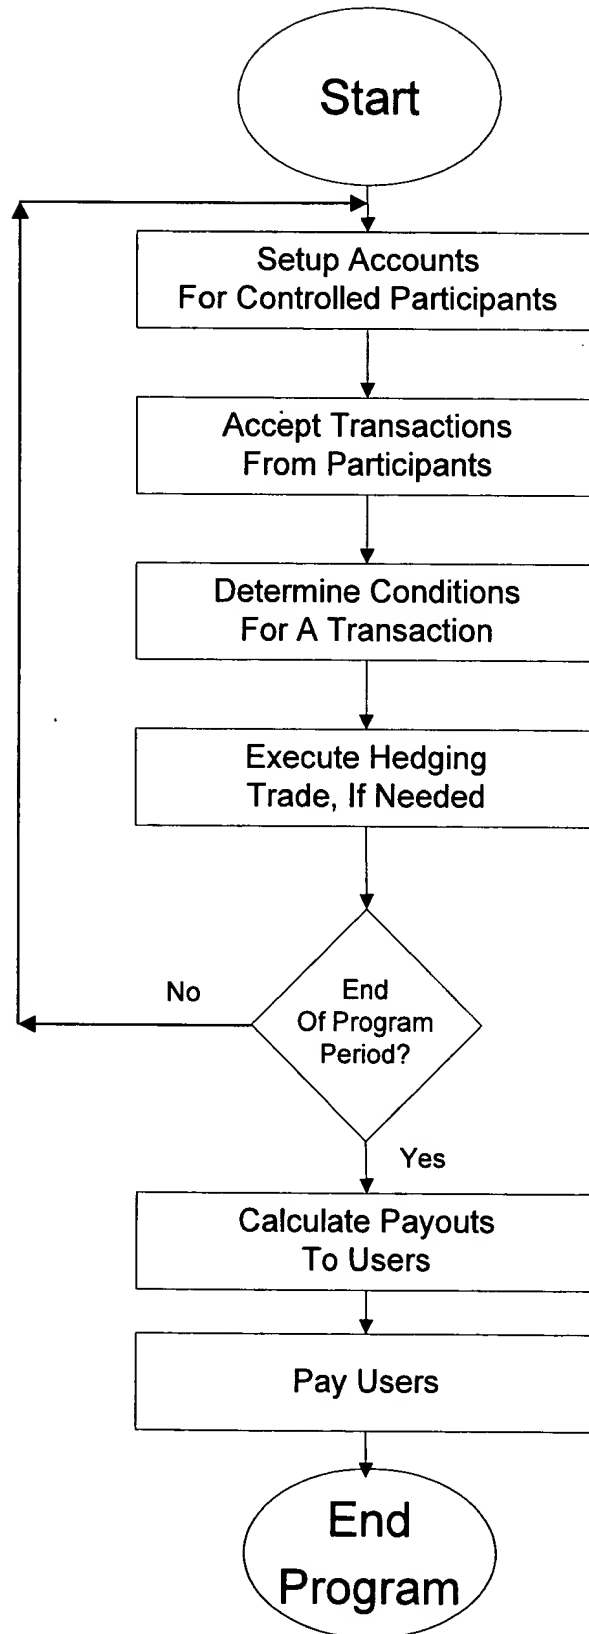 Start
Setup Accounts
For Controlled Participants
Accept Transactions
From Participants
Determine Conditions
For A Transaction
Execute Hedging
Trade, If Needed
No
End
Of Program
Period?
Yes
Calculate Payouts
To Users
Pay Users
End
Program